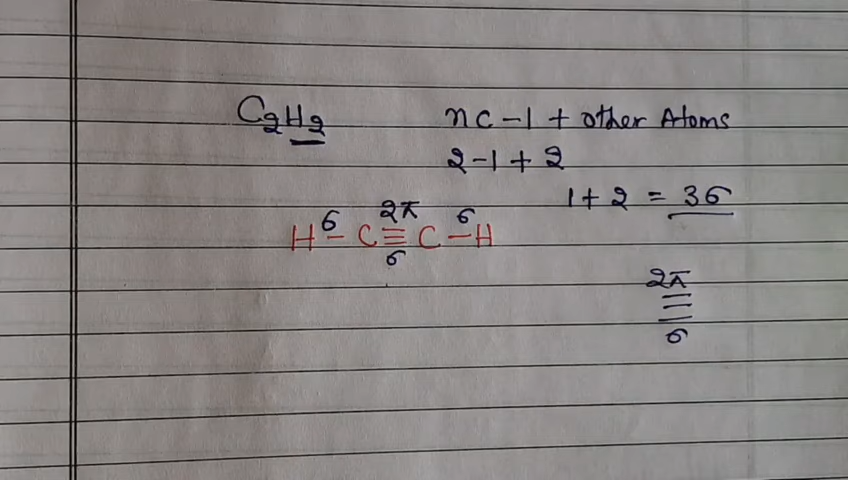 C₂H₂ nc-1 + other Atoms
2-1+2
1+2 = 3σ
σ 2π σ
H-C≡C-H
σ
2π
≡
σ